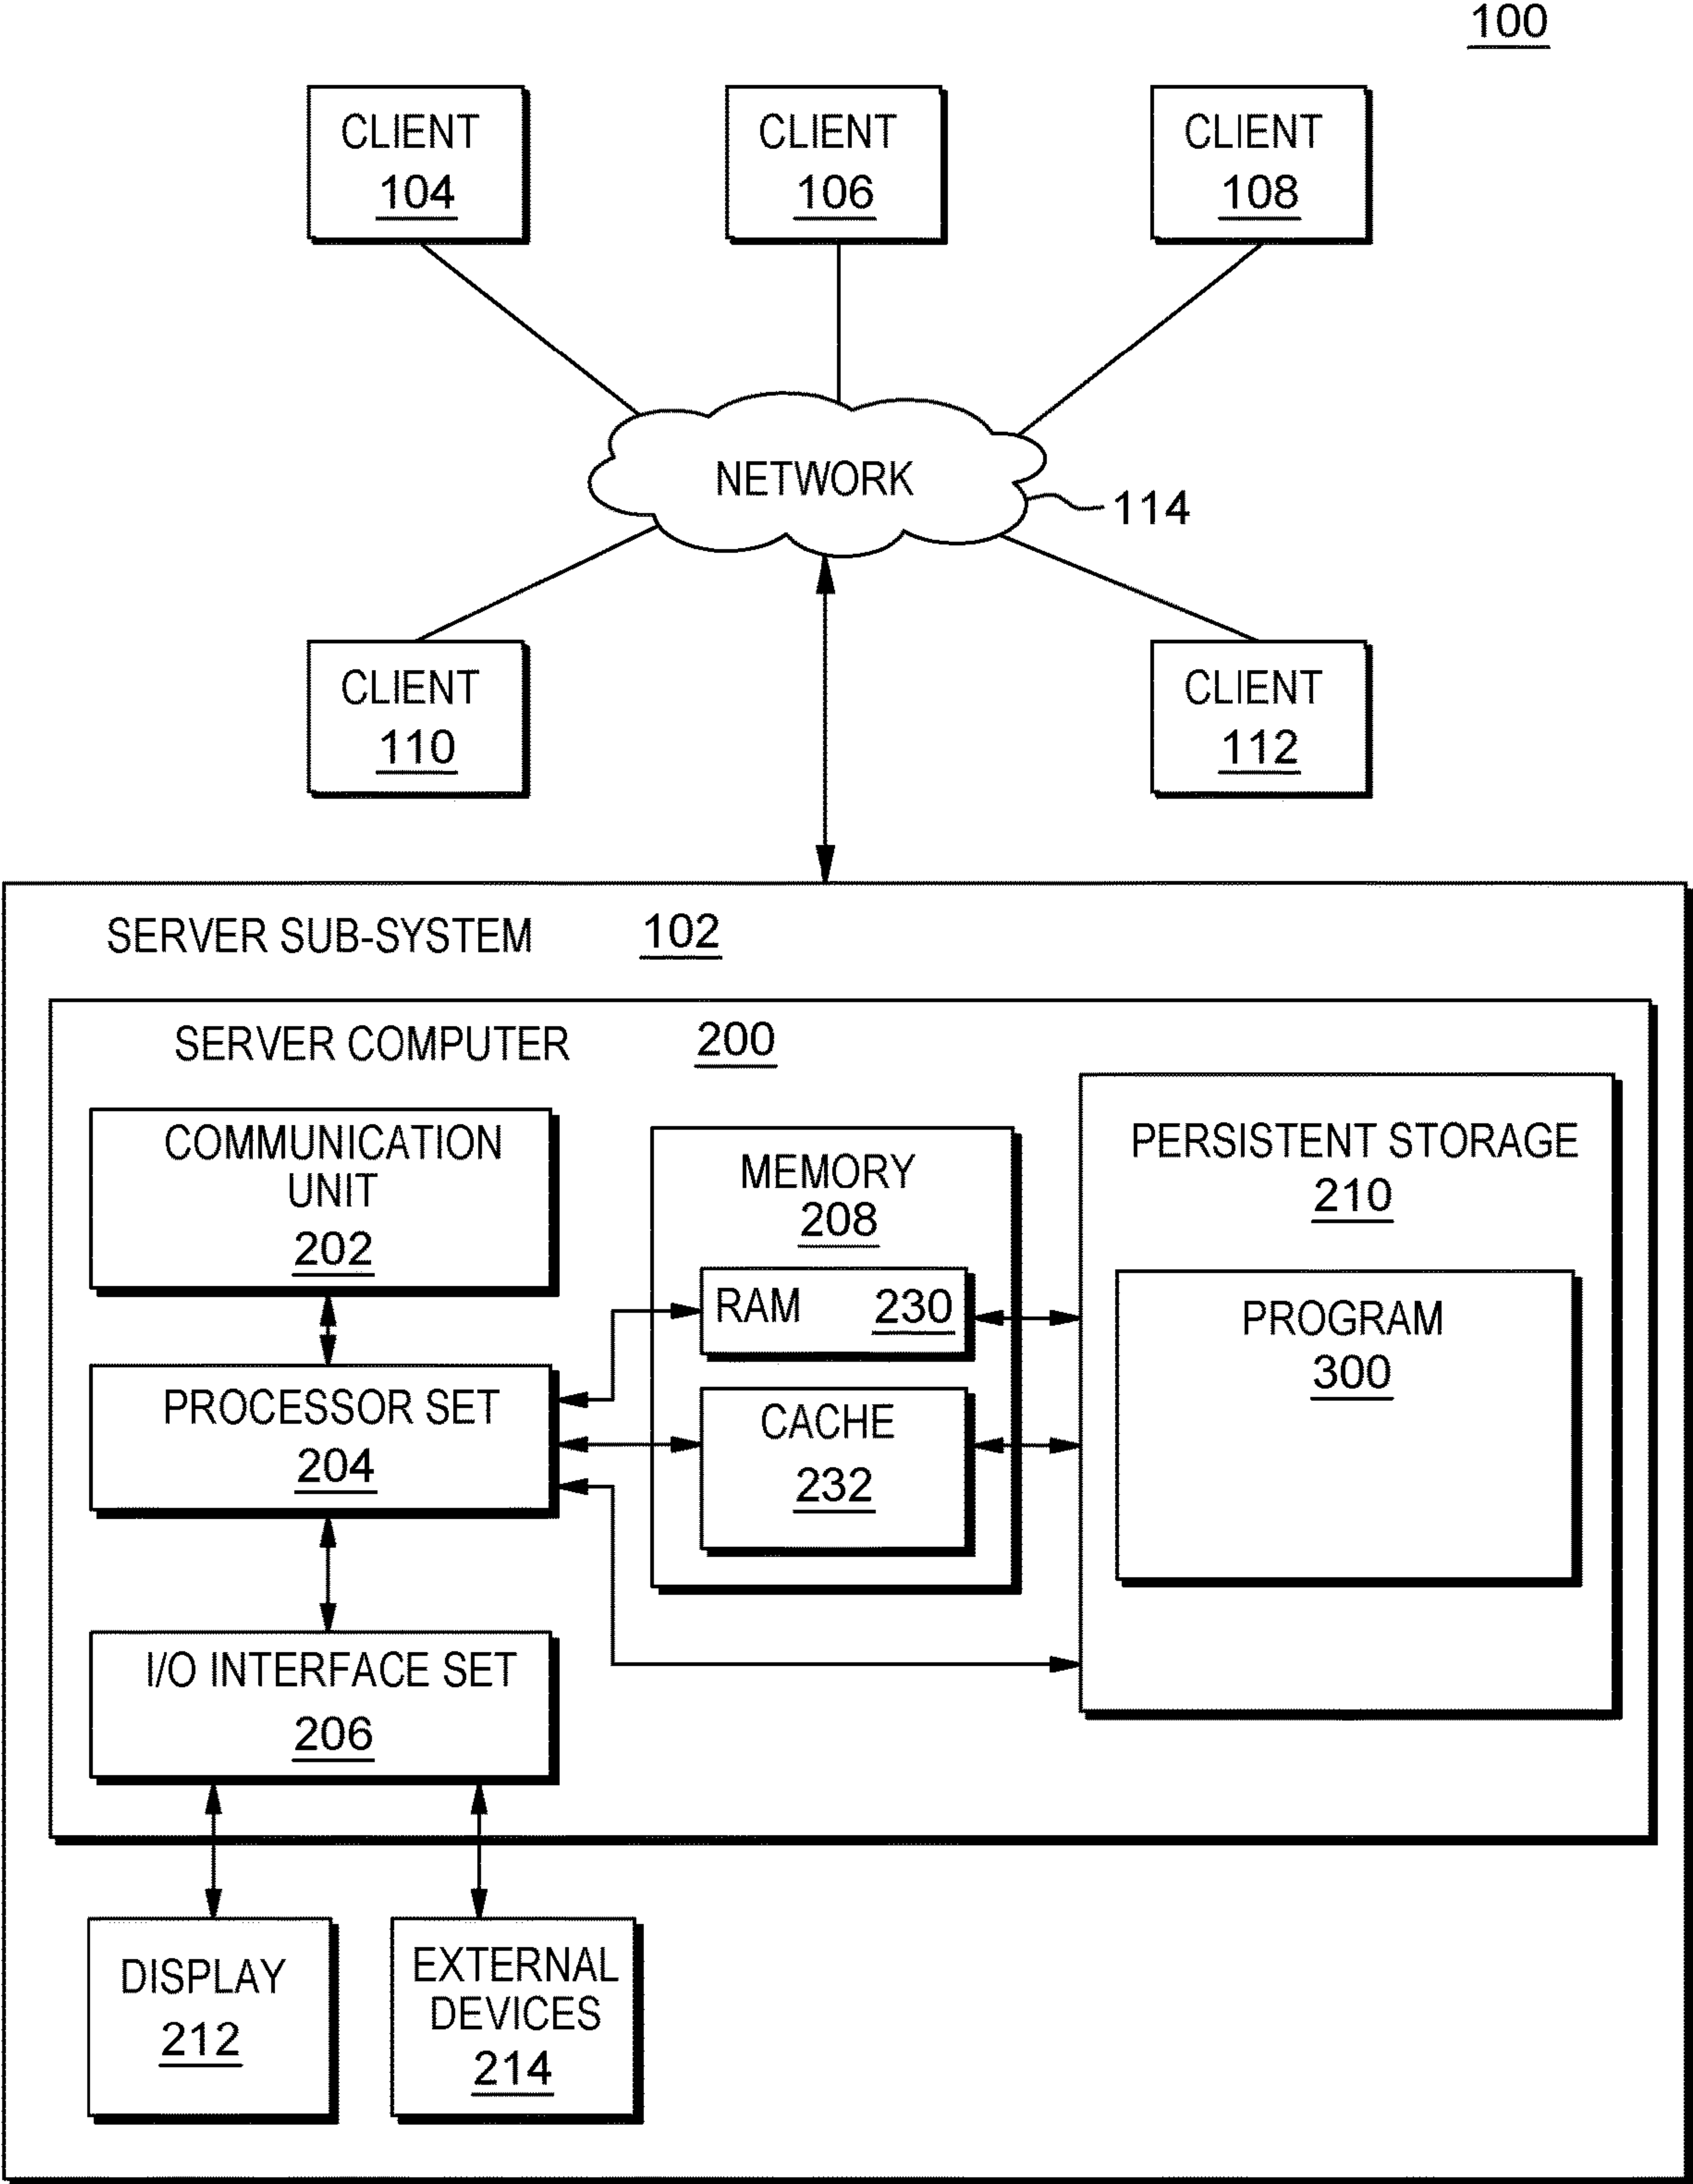 100
CLIENT
104
CLIENT
106
CLIENT
108
NETWORK
114
CLIENT
110
CLIENT
112
SERVER SUB-SYSTEM 102
SERVER COMPUTER 200
COMMUNICATION
UNIT
202
PROCESSOR SET
204
I/O INTERFACE SET
206
MEMORY
208
RAM 230
CACHE
232
PERSISTENT STORAGE
210
PROGRAM
300
DISPLAY
212
EXTERNAL
DEVICES
214